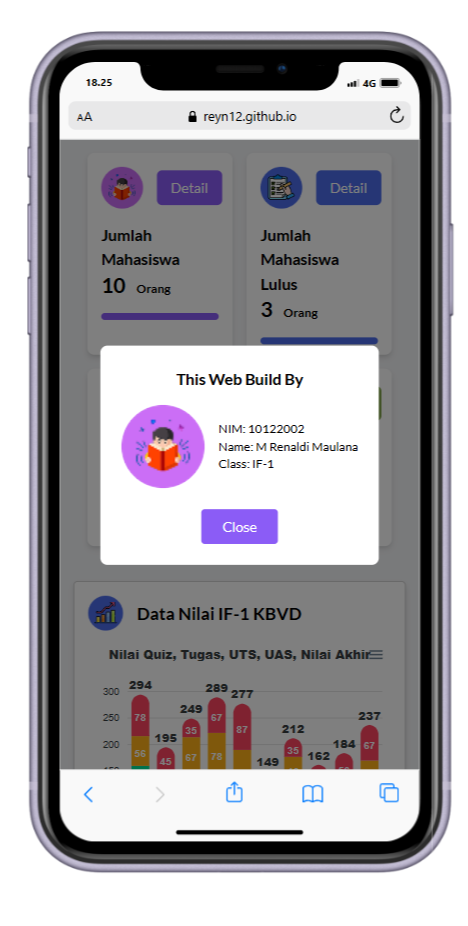 18.25
4G
AA
reyn12.github.io
Detail
Detail
Jumlah
Mahasiswa
10 Orang
Jumlah
Mahasiswa
Lulus
3 Orang
This Web Build By
NIM: 10122002
Name: M Renaldi Maulana
Class: IF-1
Close
Data Nilai IF-1 KBVD
Nilai Quiz, Tugas, UTS, UAS, Nilai Akhir
300
250
200
294
78
56
195
45
249
35
67
289
67
78
277
87
149
212
35
162
184
237
67